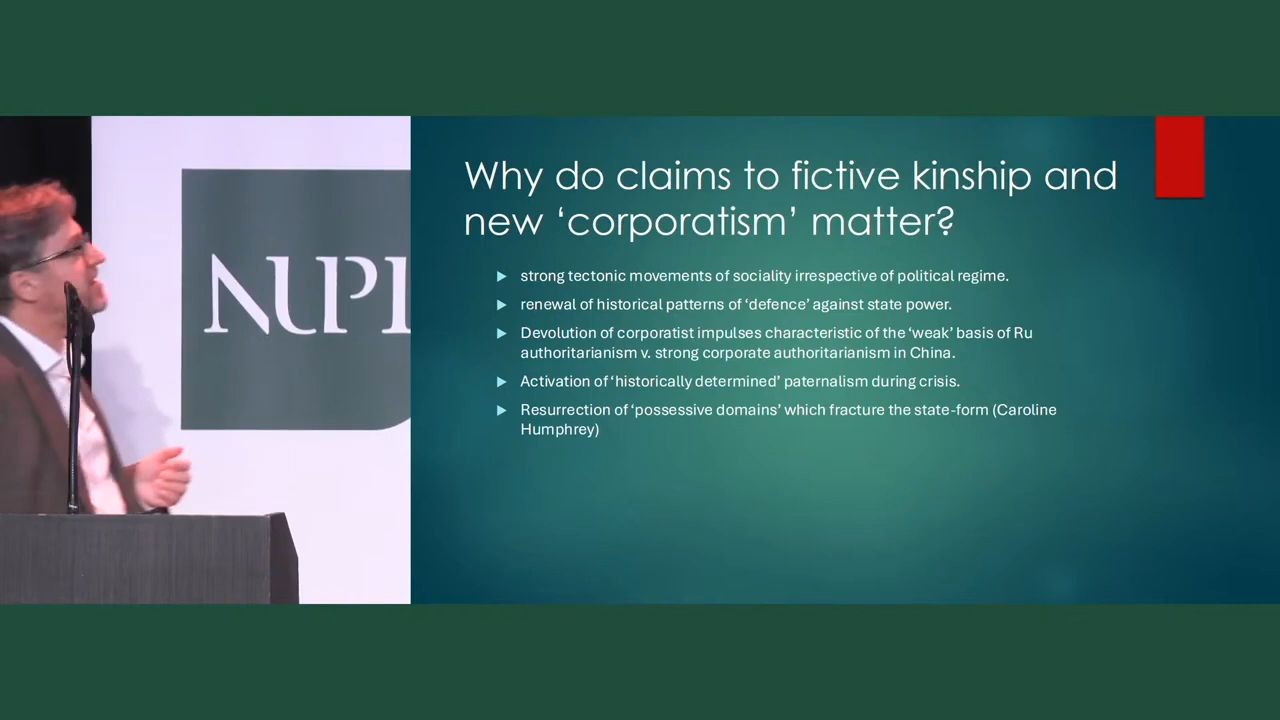 NUPI
Why do claims to fictive kinship and
new ‘corporatism’ matter?
strong tectonic movements of sociality irrespective of political regime.
renewal of historical patterns of ‘defence’ against state power.
Devolution of corporatist impulses characteristic of the ‘weak’ basis of Ru
authoritarianism v. strong corporate authoritarianism in China.
Activation of ‘historically determined’ paternalism during crisis.
Resurrection of ‘possessive domains’ which fracture the state-form (Caroline
Humphrey)